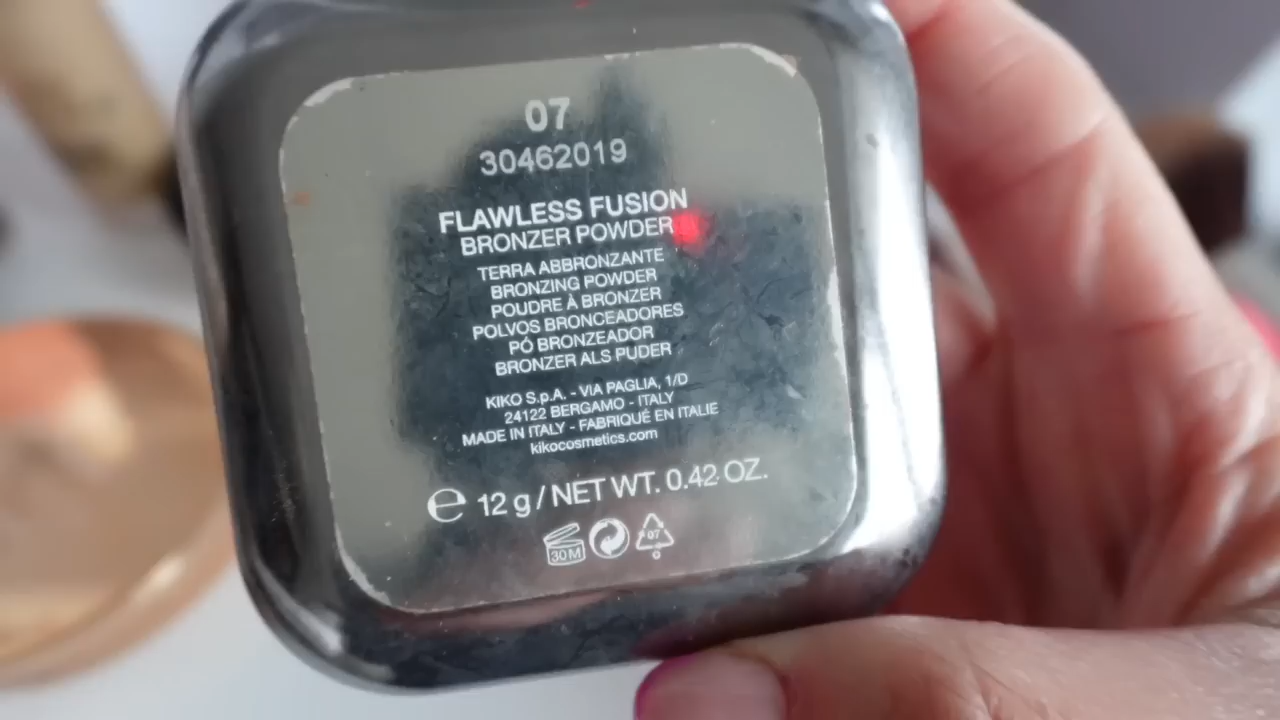 07
30462019
FLAWLESS FUSION
BRONZER POWDER
TERRA ABBRONZANTE
BRONZING POWDER
POUDRE À BRONZER
POLVOS BRONCEADORES
PÓ BRONZEADOR
BRONZER ALS PUDER
KIKO S.p.A. - VIA PAGLIA, 1/D
24122 BERGAMO - ITALY
MADE IN ITALY - FABRIQUÉ EN ITALIE
kikocosmetics.com
℮ 12 g / NET WT. 0.42 OZ.
30M 07